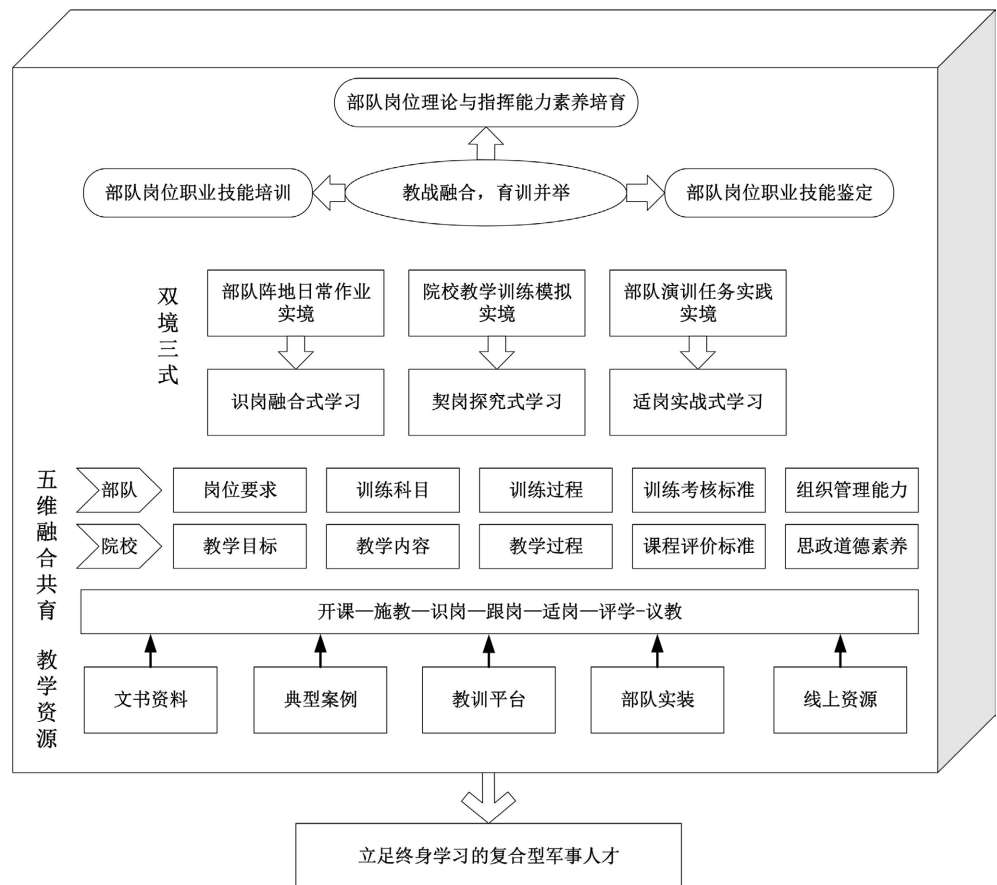 部队岗位理论与指挥能力素养培育
部队岗位职业技能培训
教战融合，育训并举
部队岗位职业技能鉴定
双境三式
部队阵地日常作业
实境
院校教学训练模拟
实境
部队演训任务实践
实境
识岗融合式学习
契岗探究式学习
适岗实战式学习
五维融合共育
部队
岗位要求
训练科目
训练过程
训练考核标准
组织管理能力
院校
教学目标
教学内容
教学过程
课程评价标准
思政道德素养
开课—施教—识岗—跟岗—适岗—评学-议教
教学资源
文书资料
典型案例
教训平台
部队实装
线上资源
立足终身学习的复合型军事人才